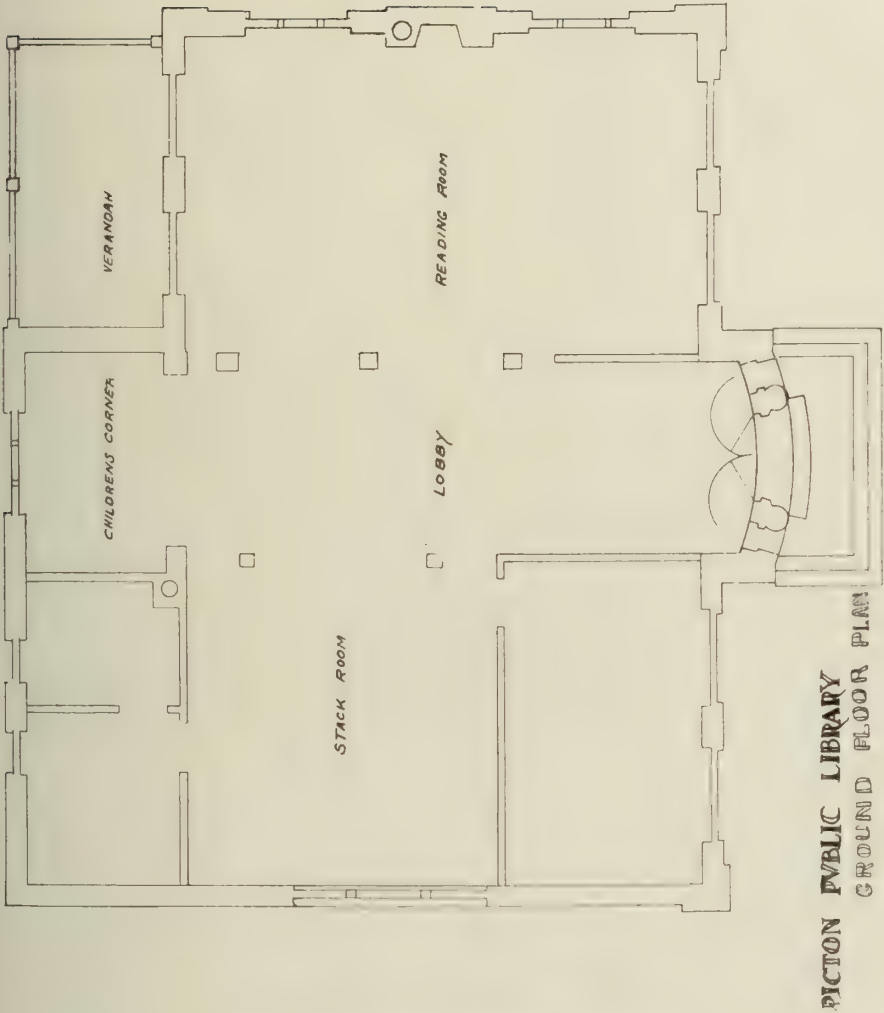 VERANDAH
CHILDRENS CORNER
READING ROOM
LOBBY
STACK ROOM
PICTON PVBLIC LIBRARY
GROUND FLOOR PLAN